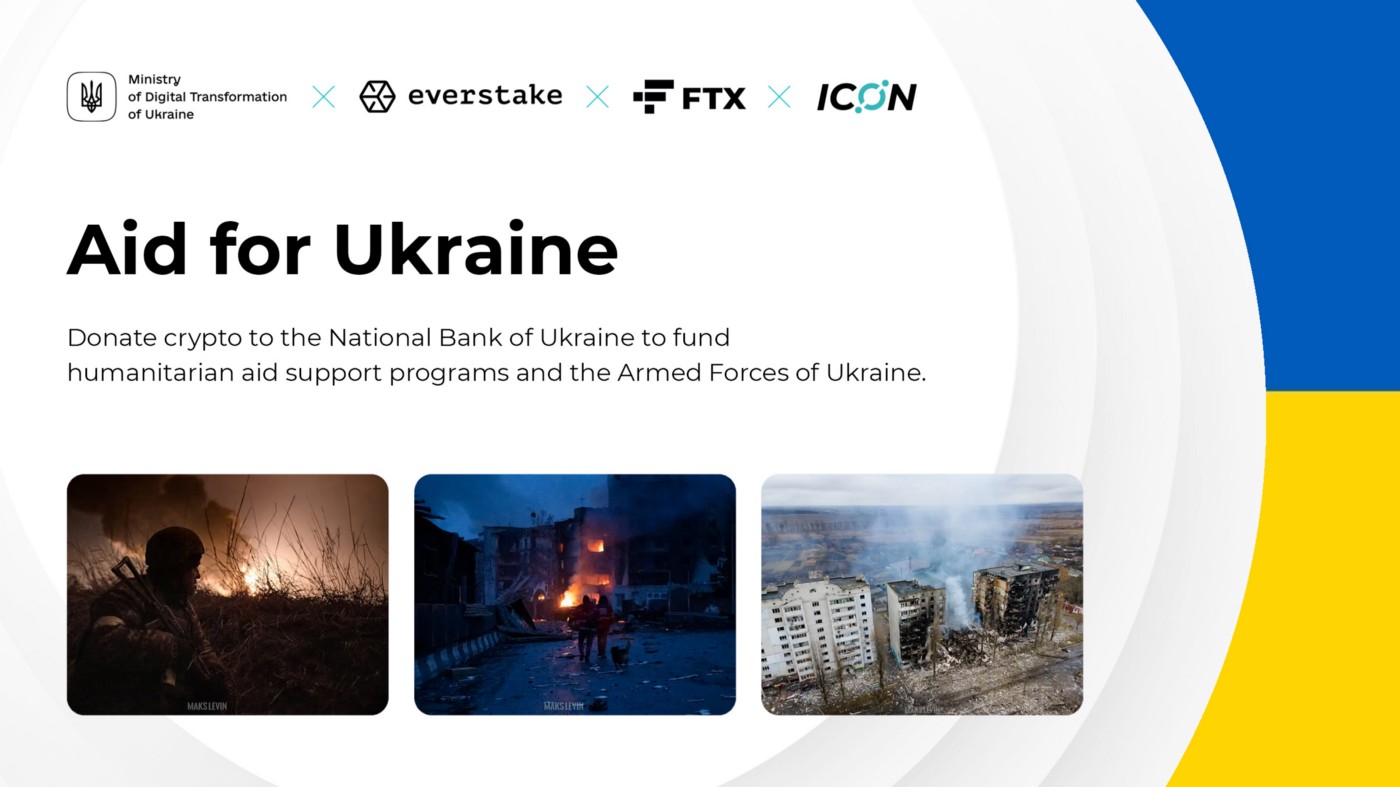 Ministry
of Digital Transformation
of Ukraine
everstake
FTX
ICON
Aid for Ukraine
Donate crypto to the National Bank of Ukraine to fund
humanitarian aid support programs and the Armed Forces of Ukraine.
MAKS LEVIN
MAKS LEVIN
MAKS LEVIN